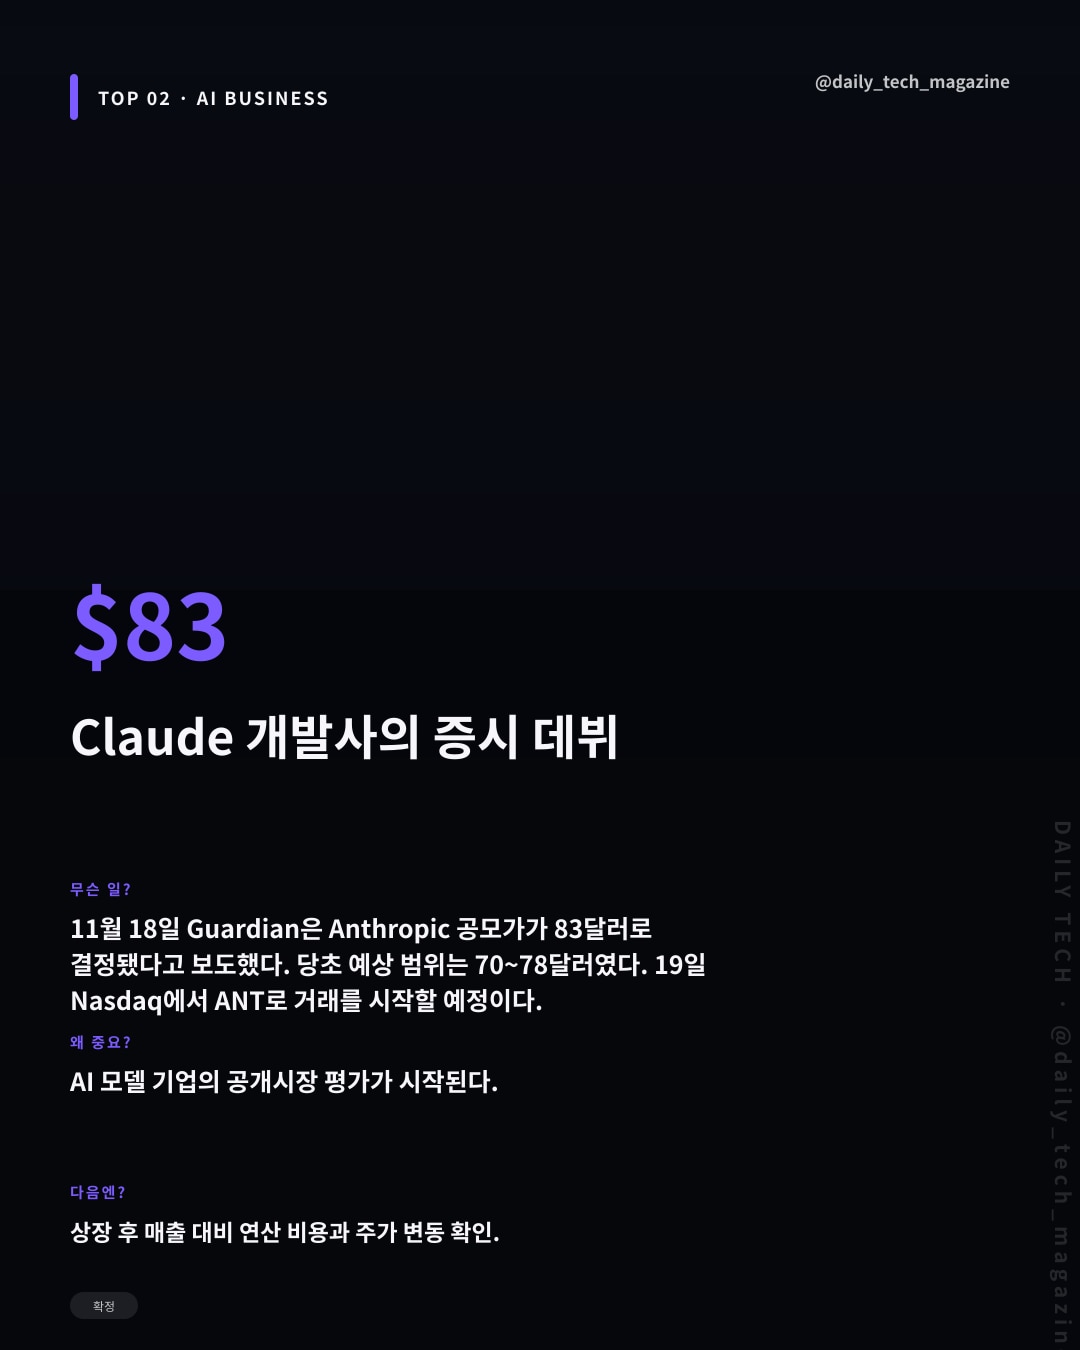 TOP 02 · AI BUSINESS
@daily_tech_magazine
$83
Claude 개발사의 증시 데뷔
무슨 일?
11월 18일 Guardian은 Anthropic 공모가가 83달러로
결정됐다고 보도했다. 당초 예상 범위는 70~78달러였다. 19일
Nasdaq에서 ANT로 거래를 시작할 예정이다.
왜 중요?
AI 모델 기업의 공개시장 평가가 시작된다.
다음엔?
상장 후 매출 대비 연산 비용과 주가 변동 확인.
확정
DAILY TECH · @daily_tech_magazin